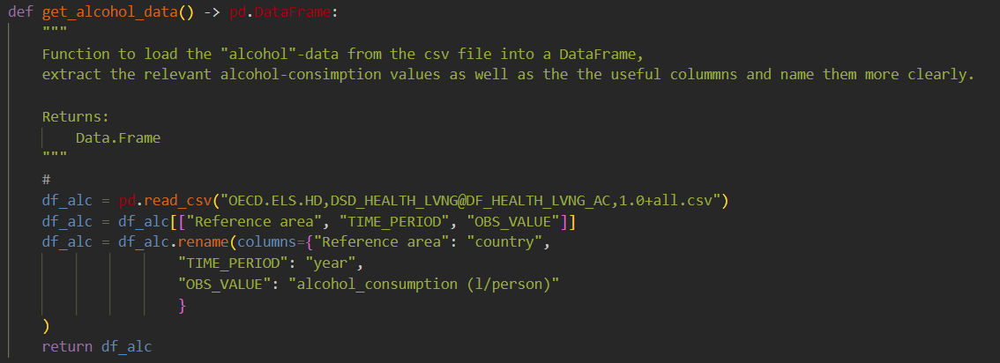 def get_alcohol_data() -> pd.DataFrame:
"""
Function to load the "alcohol"-data from the csv file into a DataFrame,
extract the relevant alcohol-consimption values as well as the the useful colummns and name them more clearly.
Returns:
Data.Frame
"""
#
df_alc = pd.read_csv("OECD.ELS.HD,DSD_HEALTH_LVNG@DF_HEALTH_LVNG_AC,1.0+all.csv")
df_alc = df_alc[["Reference area", "TIME_PERIOD", "OBS_VALUE"]]
df_alc = df_alc.rename(columns={"Reference area": "country",
"TIME_PERIOD": "year",
"OBS_VALUE": "alcohol_consumption (l/person)"
}
)
return df_alc